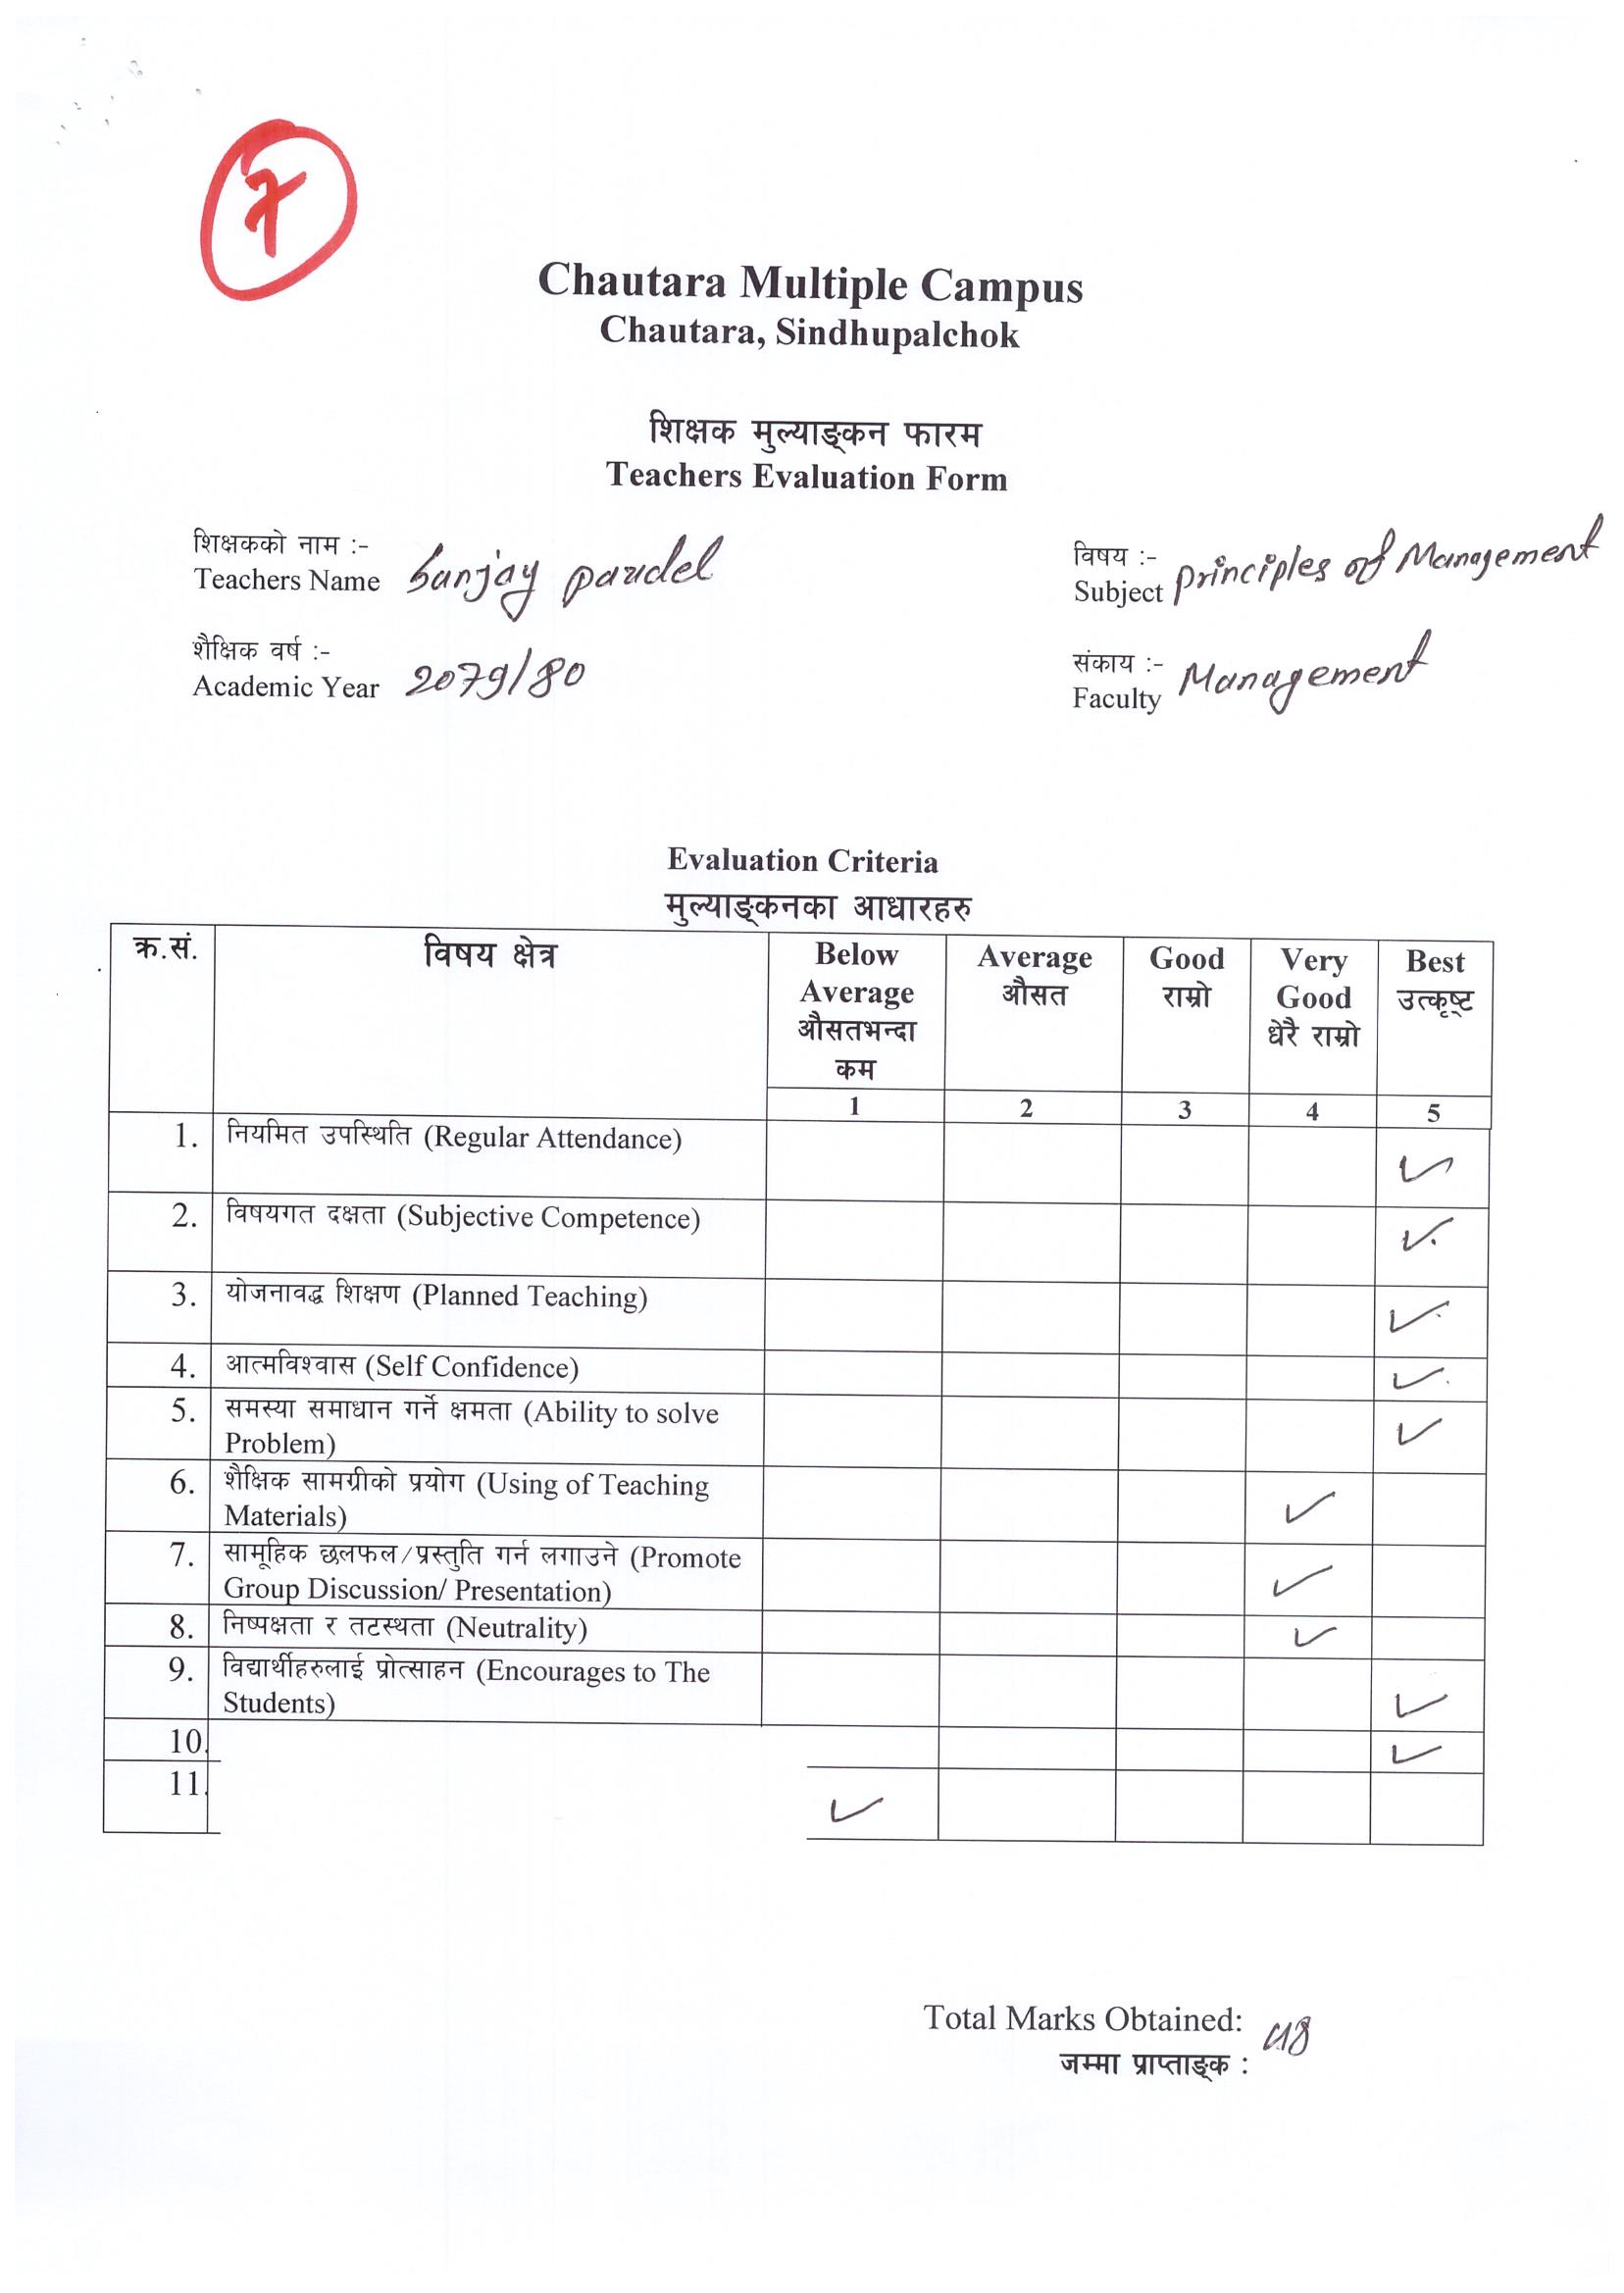 7
Chautara Multiple Campus
Chautara, Sindhupalchok
शिक्षक मुल्याङ्कन फारम
Teachers Evaluation Form
शिक्षकको नाम :-
Teachers Name Sanjay paudel
विषय :-
Subject principles of Management
शैक्षिक वर्ष :-
Academic Year 2079/80
संकाय :-
Faculty Management
Evaluation Criteria
मुल्याङ्कनका आधारहरु
क्र.सं. विषय क्षेत्र Below Average औसतभन्दा कम Average औसत Good राम्रो Very Good धेरै राम्रो Best उत्कृष्ट
1 2 3 4 5
1. नियमित उपस्थिति (Regular Attendance) ✓
2. विषयगत दक्षता (Subjective Competence) ✓
3. योजनावद्ध शिक्षण (Planned Teaching) ✓
4. आत्मविश्वास (Self Confidence) ✓
5. समस्या समाधान गर्ने क्षमता (Ability to solve
Problem) ✓
6. शैक्षिक सामग्रीको प्रयोग (Using of Teaching
Materials) ✓
7. सामूहिक छलफल/प्रस्तुति गर्न लगाउने (Promote
Group Discussion/ Presentation) ✓
8. निष्पक्षता र तटस्थता (Neutrality) ✓
9. विद्यार्थीहरुलाई प्रोत्साहन (Encourages to The
Students) ✓
10. ✓
11. ✓
Total Marks Obtained: 48
जम्मा प्राप्ताङ्क :